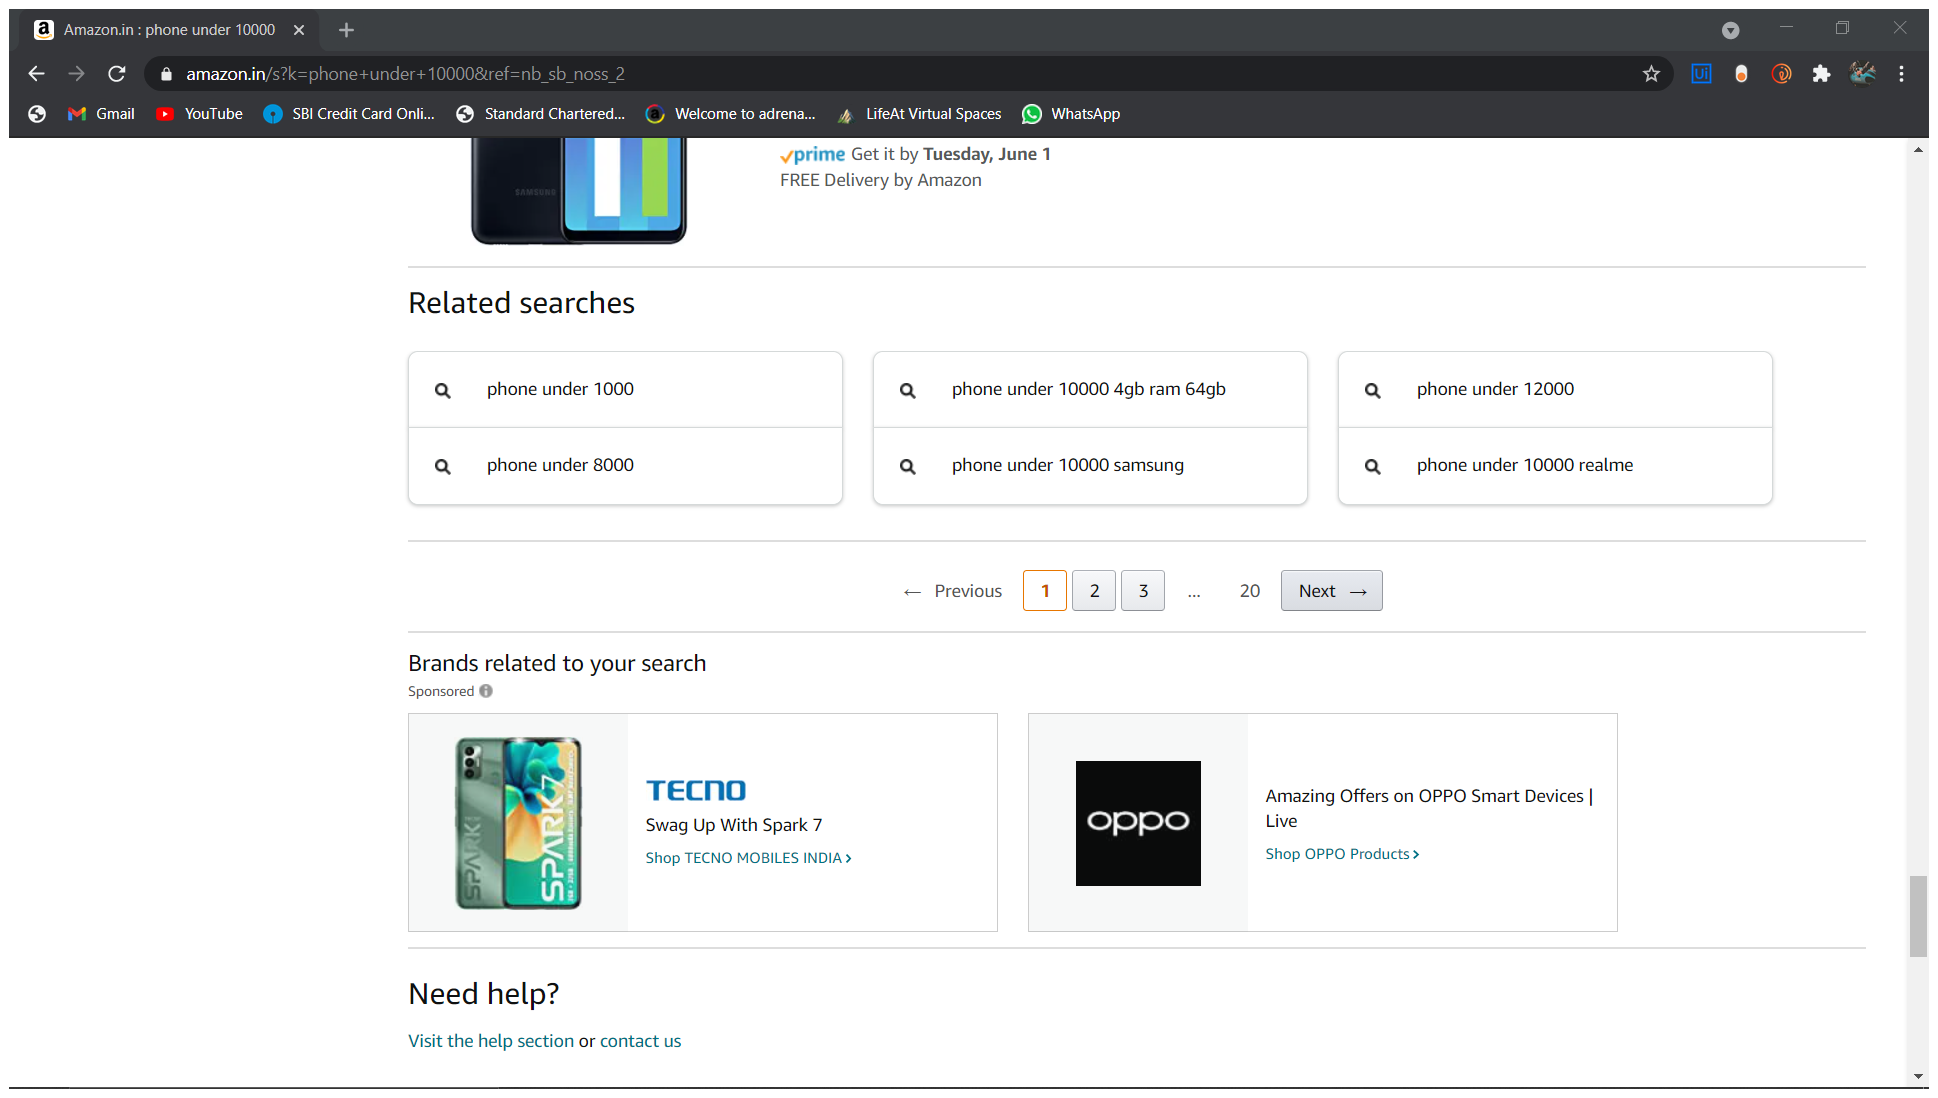 Amazon.in : phone under 10000
amazon.in/s?k=phone+under+10000&ref=nb_sb_noss_2
Gmail YouTube SBI Credit Card Onli... Standard Chartered... Welcome to adrena... LifeAt Virtual Spaces WhatsApp
SAMSUNG
prime Get it by Tuesday, June 1
FREE Delivery by Amazon
Related searches
phone under 1000
phone under 10000 4gb ram 64gb
phone under 12000
phone under 8000
phone under 10000 samsung
phone under 10000 realme
← Previous 1 2 3 ... 20 Next →
Brands related to your search
Sponsored
SPARK 7
SPARK
TECNO
Swag Up With Spark 7
Shop TECNO MOBILES INDIA ›
oppo
Amazing Offers on OPPO Smart Devices |
Live
Shop OPPO Products ›
Need help?
Visit the help section or contact us